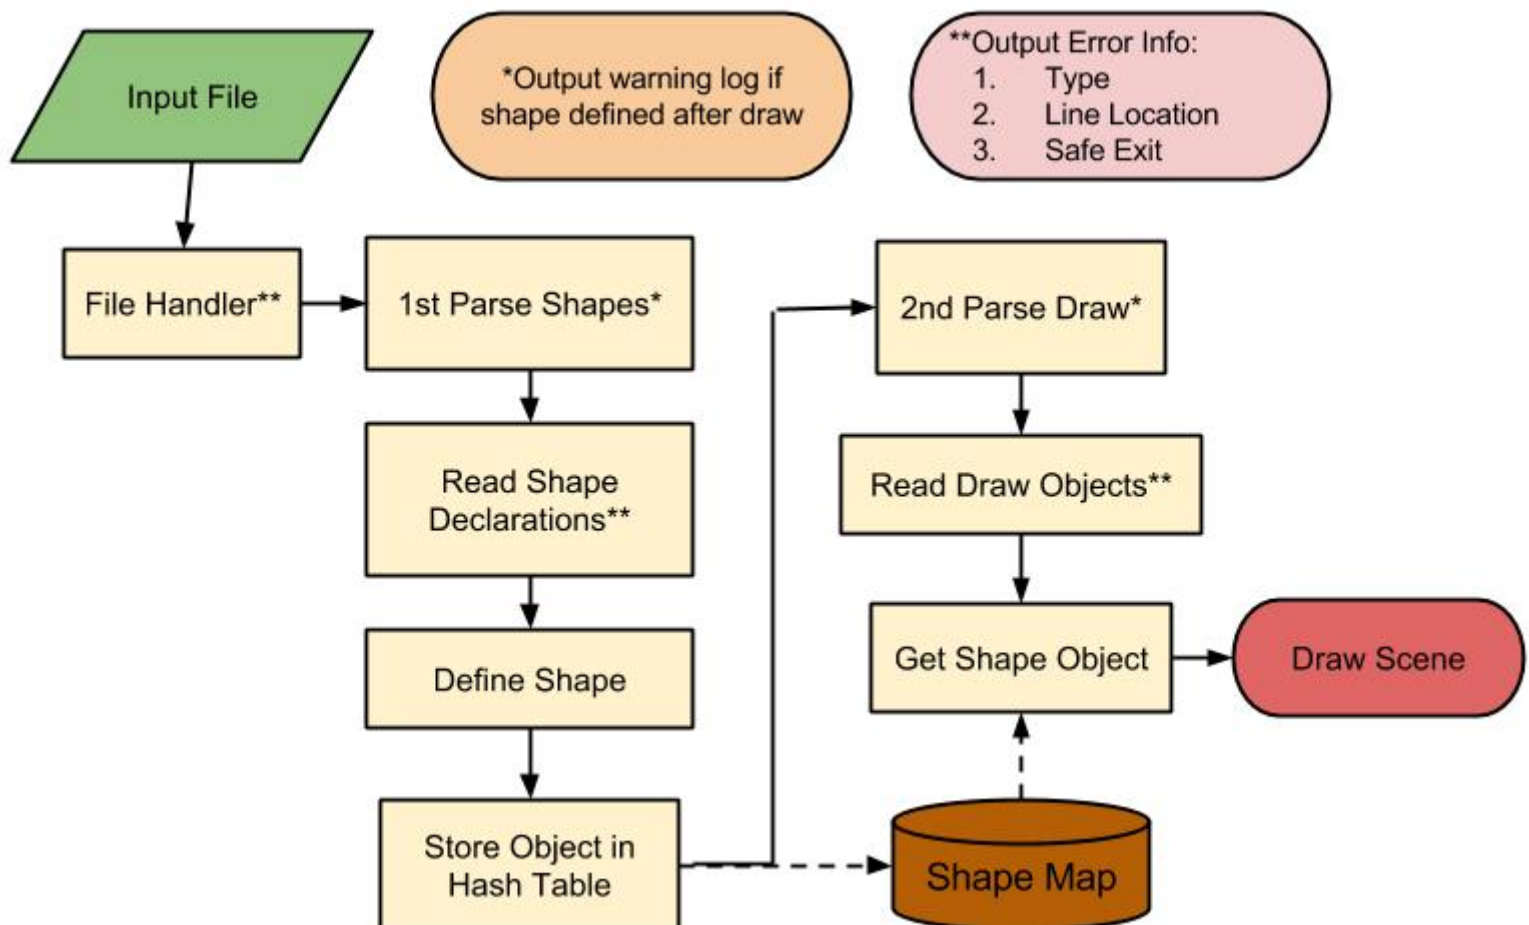 Input File
*Output warning log if
shape defined after draw
**Output Error Info:
1. Type
2. Line Location
3. Safe Exit
File Handler**
1st Parse Shapes*
2nd Parse Draw*
Read Shape
Declarations**
Read Draw Objects**
Define Shape
Get Shape Object
Draw Scene
Store Object in
Hash Table
Shape Map